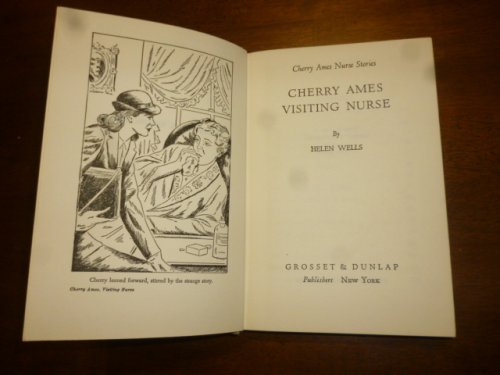 Cherry leaned forward, stirred by the strange story.
Cherry Ames, Visiting Nurse
Cherry Ames Nurse Stories
CHERRY AMES
VISITING NURSE
By
HELEN WELLS
GROSSET & DUNLAP
Publishers NEW YORK